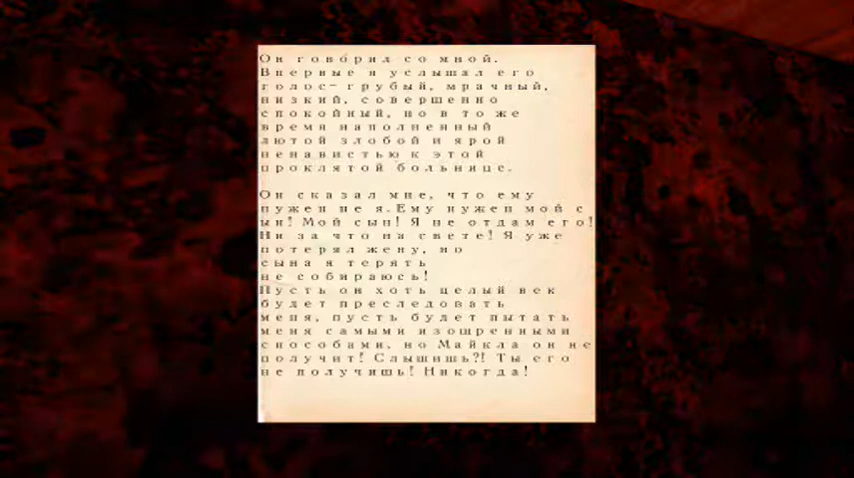 Он говорил со мной.
Впервые я услышал его
голос- грубый, мрачный,
низкий, совершенно
спокойный, но в то же
время наполненный
лютой злобой и ярой
ненавистью к этой
проклятой больнице.
Он сказал мне, что ему
нужен не я.Ему нужен мой с
ын! Мой сын! Я не отдам его!
Ни за что на свете! Я уже
потерял жену, но
сына я терять
не собираюсь!
Пусть он хоть целый век
будет преследовать
меня, пусть будет пытать
меня самыми изощренными
способами, но Майкла он не
получит! Слышишь?! Ты его
не получишь! Никогда!